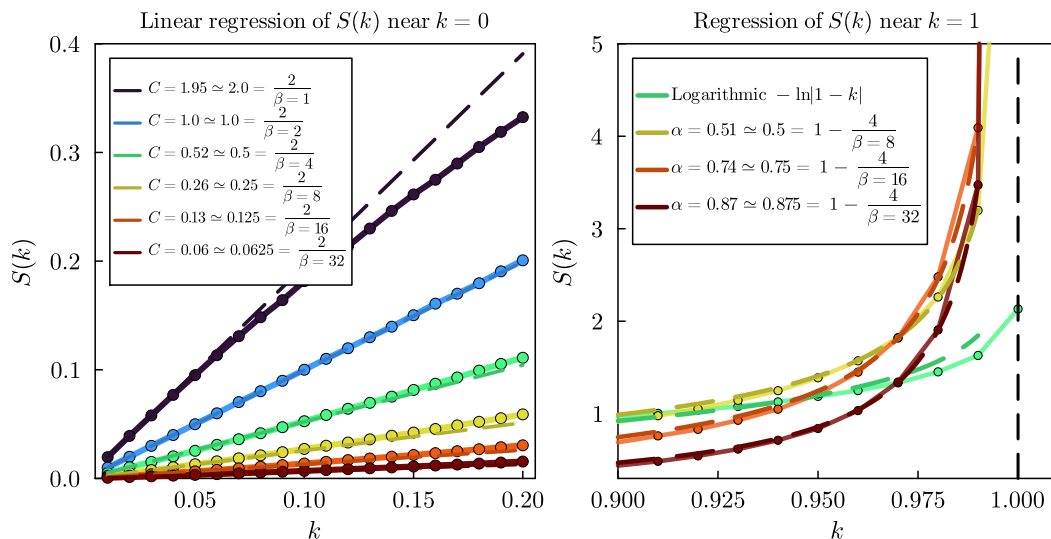 Linear regression of S(k) near k = 0
S(k)
0.4
0.3
0.2
0.1
0.0
C = 1.95 ≃ 2.0 = 2/(β = 1)
C = 1.0 ≃ 1.0 = 2/(β = 2)
C = 0.52 ≃ 0.5 = 2/(β = 4)
C = 0.26 ≃ 0.25 = 2/(β = 8)
C = 0.13 ≃ 0.125 = 2/(β = 16)
C = 0.06 ≃ 0.0625 = 2/(β = 32)
0.05 0.10 0.15 0.20
k
Regression of S(k) near k = 1
S(k)
5
4
3
2
1
Logarithmic − ln|1 − k|
α = 0.51 ≃ 0.5 = 1 − 4/(β = 8)
α = 0.74 ≃ 0.75 = 1 − 4/(β = 16)
α = 0.87 ≃ 0.875 = 1 − 4/(β = 32)
0.900 0.925 0.950 0.975 1.000
k